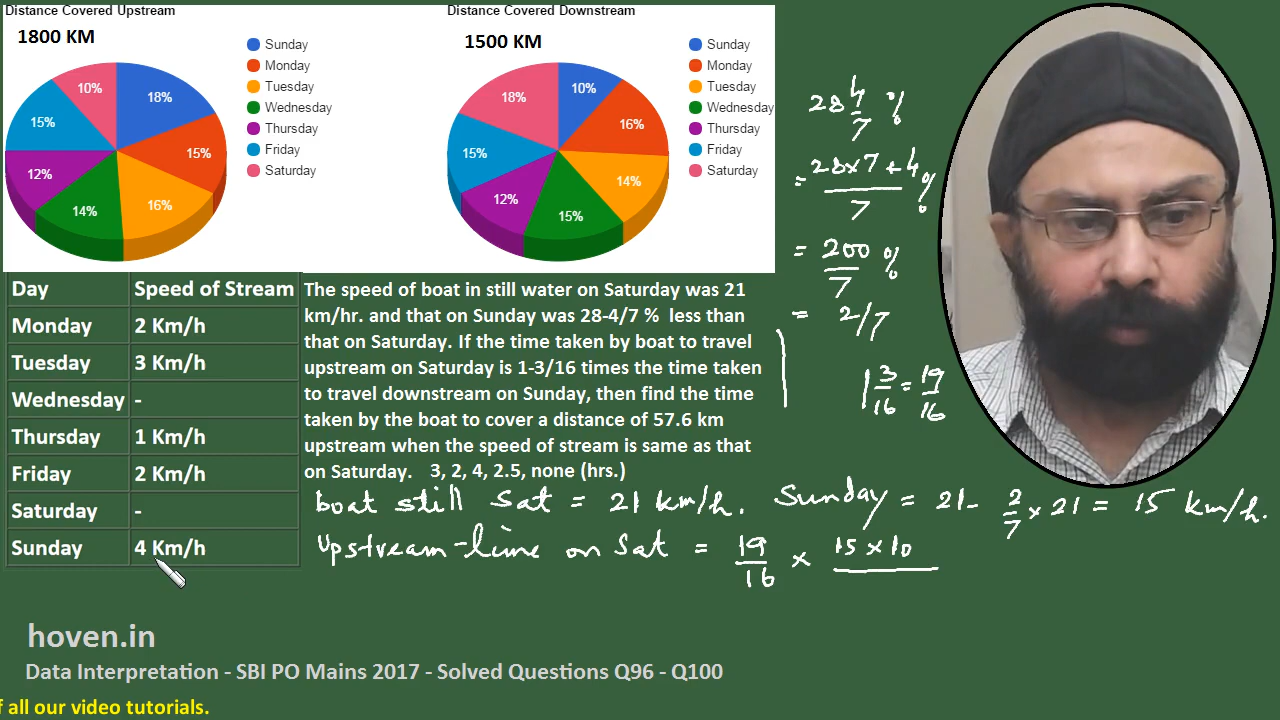 Distance Covered Upstream
1800 KM
Sunday
Monday
Tuesday
Wednesday
Thursday
Friday
Saturday
18%
15%
16%
14%
12%
15%
10%
Distance Covered Downstream
1500 KM
Sunday
Monday
Tuesday
Wednesday
Thursday
Friday
Saturday
10%
16%
14%
15%
12%
15%
18%
28 4/7 %
= 28×7+4/7 %
= 200/7 %
= 2/7
1 3/16 = 19/16
Day Speed of Stream
Monday 2 Km/h
Tuesday 3 Km/h
Wednesday -
Thursday 1 Km/h
Friday 2 Km/h
Saturday -
Sunday 4 Km/h
The speed of boat in still water on Saturday was 21
km/hr. and that on Sunday was 28-4/7 % less than
that on Saturday. If the time taken by boat to travel
upstream on Saturday is 1-3/16 times the time taken
to travel downstream on Sunday, then find the time
taken by the boat to cover a distance of 57.6 km
upstream when the speed of stream is same as that
on Saturday. 3, 2, 4, 2.5, none (hrs.)
boat still Sat = 21 km/h. Sunday = 21- 2/7 × 21 = 15 km/h.
Upstream-time on Sat = 19/16 × 15×10
hoven.in
Data Interpretation - SBI PO Mains 2017 - Solved Questions Q96 - Q100
f all our video tutorials.